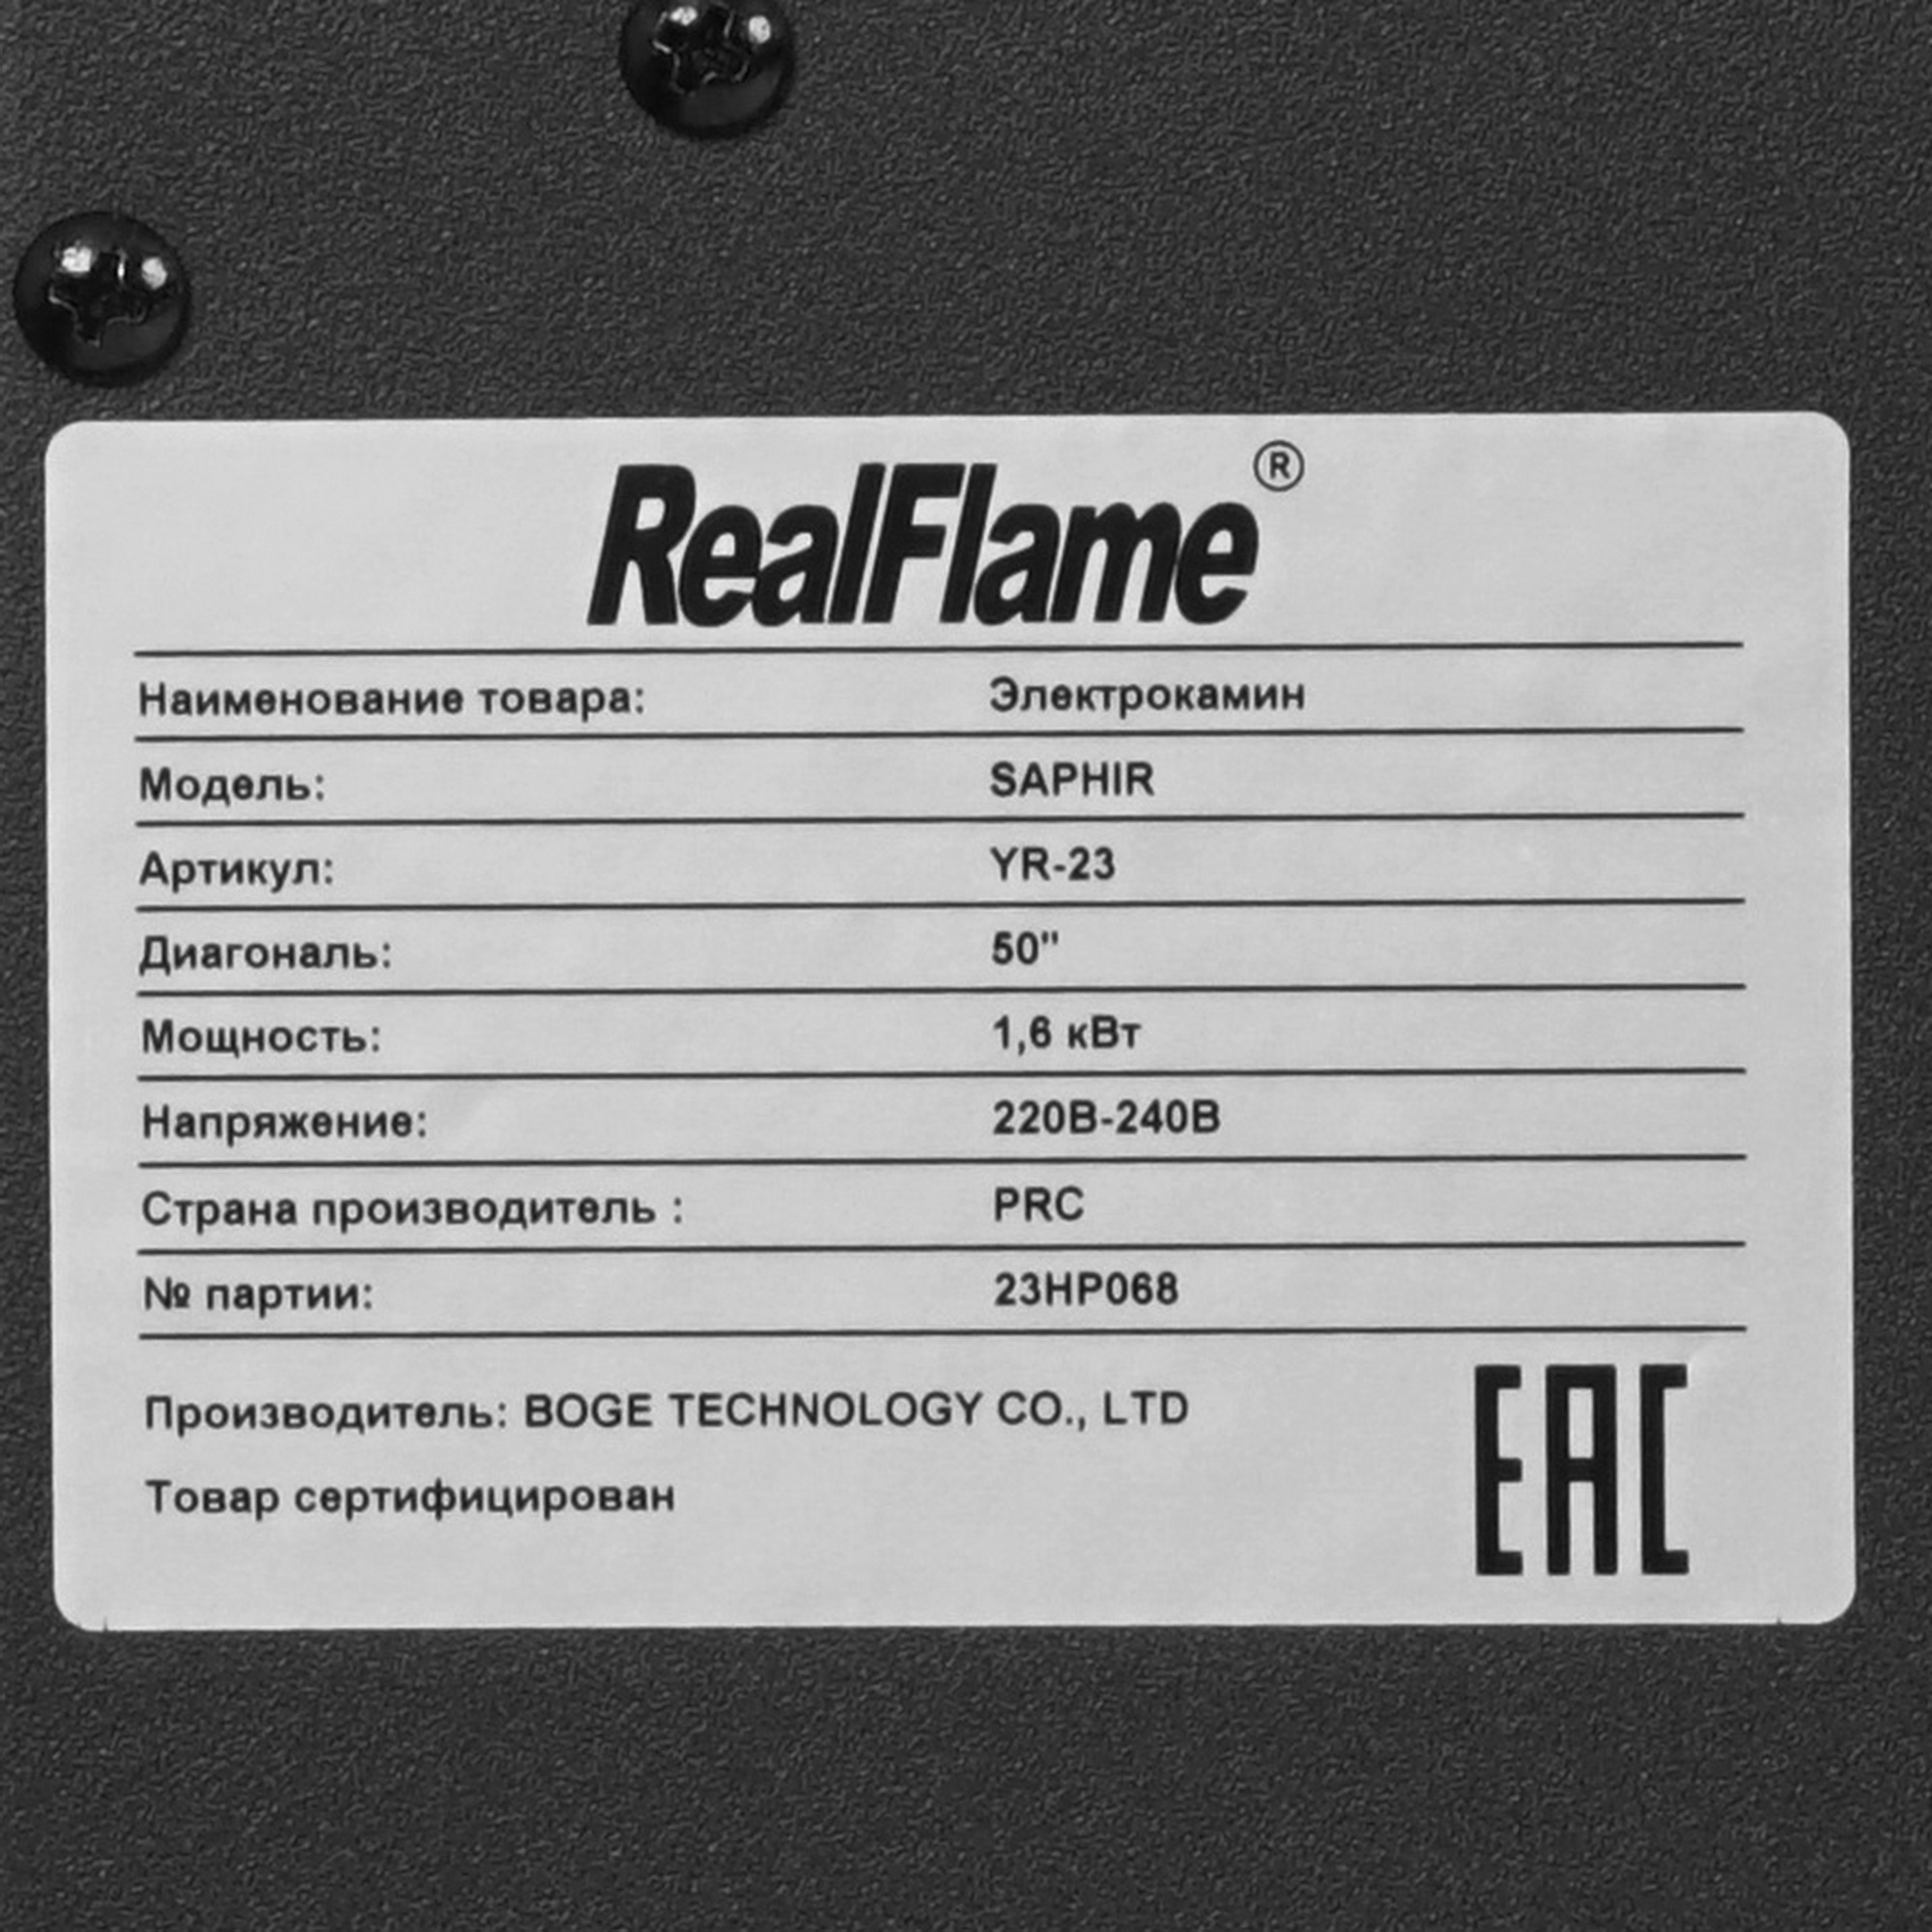 RealFlame®
Наименование товара: Электрокамин
Модель: SAPHIR
Артикул: YR-23
Диагональ: 50"
Мощность: 1,6 кВт
Напряжение: 220В-240В
Страна производитель : PRC
№ партии: 23HP068
Производитель: BOGE TECHNOLOGY CO., LTD
Товар сертифицирован
EAC